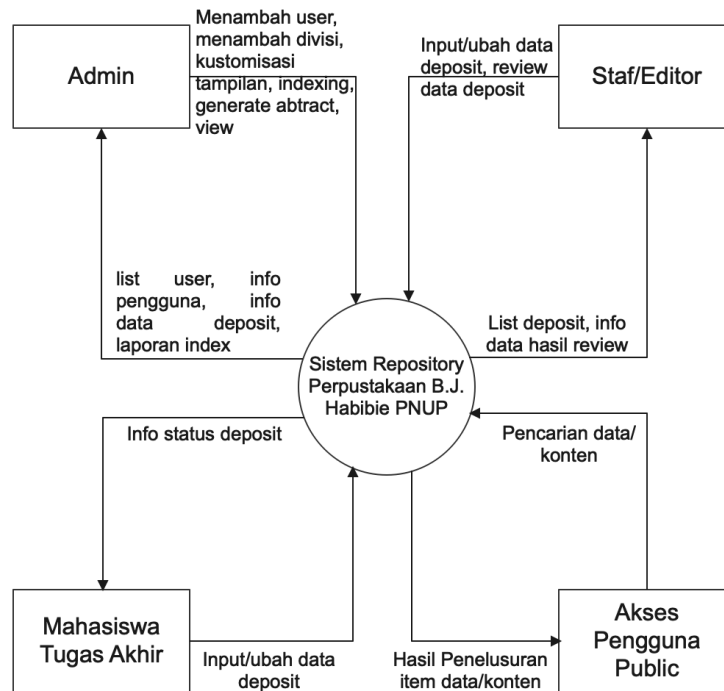 Admin
Menambah user,
menambah divisi,
kustomisasi
tampilan, indexing,
generate abtract,
view
Input/ubah data
deposit, review
data deposit
Staf/Editor
list user, info
pengguna, info
data deposit,
laporan index
List deposit, info
data hasil review
Sistem Repository
Perpustakaan B.J.
Habibie PNUP
Info status deposit
Pencarian data/
konten
Mahasiswa
Tugas Akhir
Input/ubah data
deposit
Hasil Penelusuran
item data/konten
Akses
Pengguna
Public